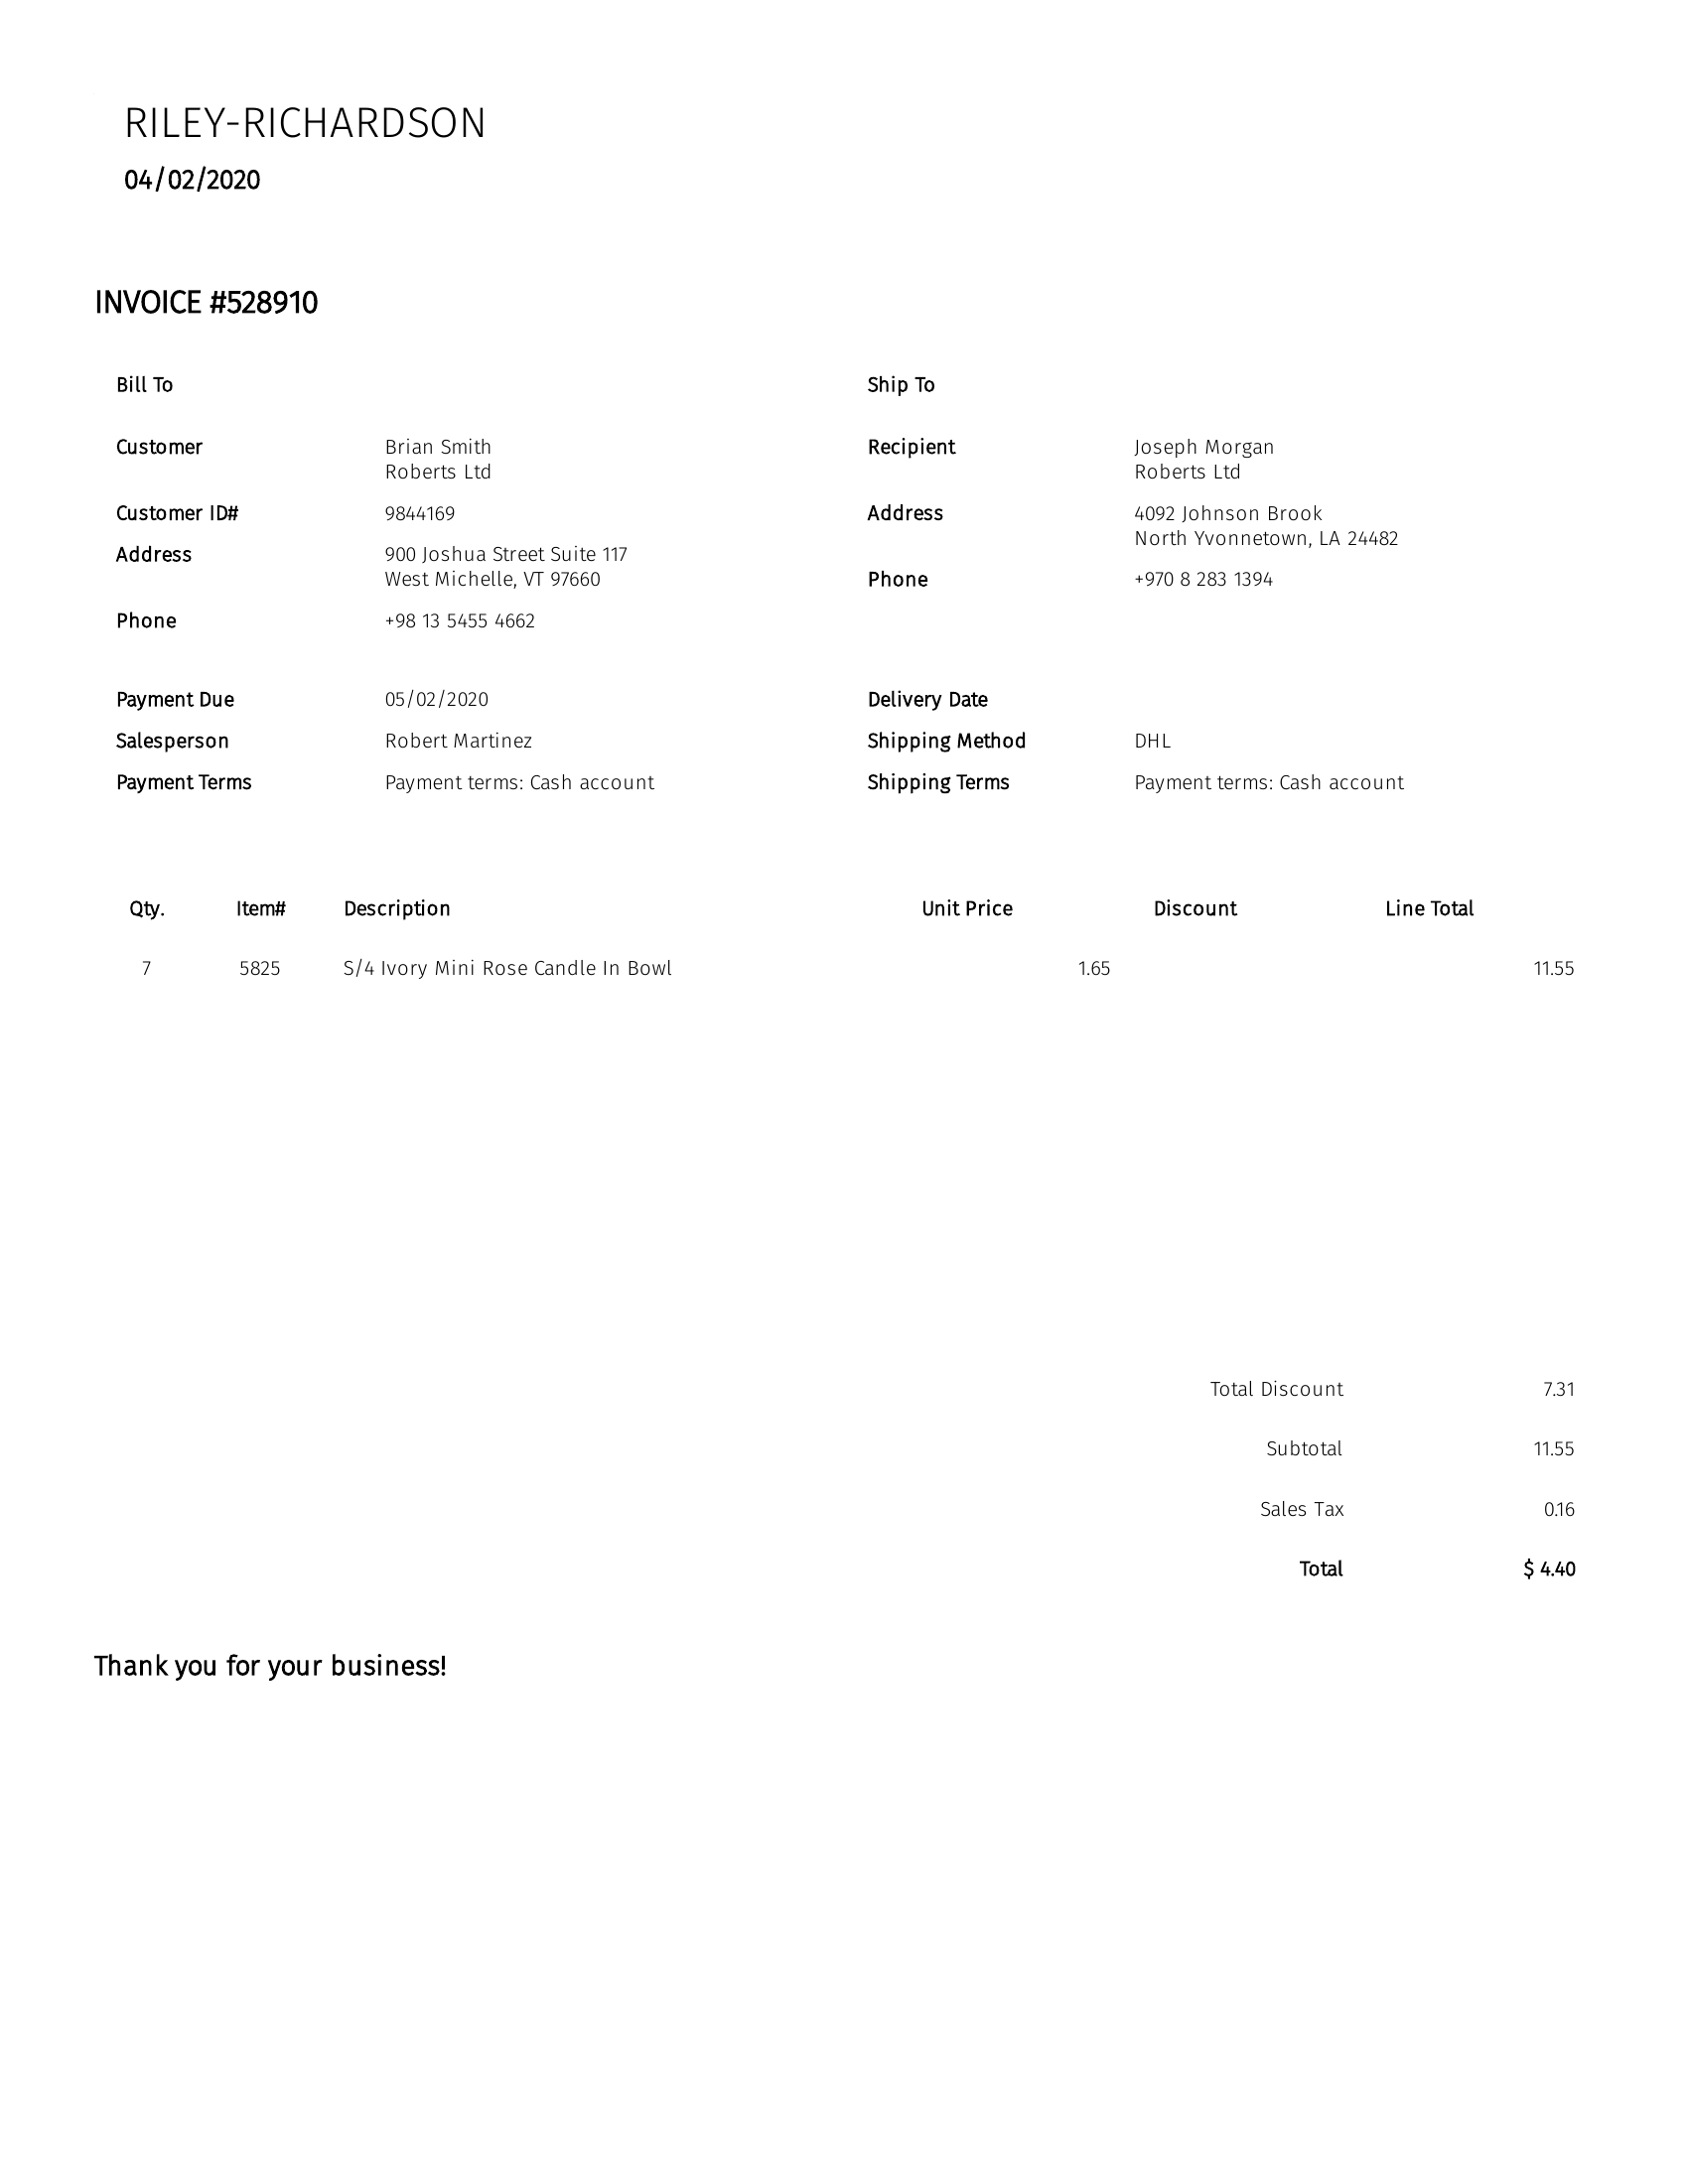 RILEY-RICHARDSON
04/02/2020
INVOICE #528910
Bill To
Customer Brian Smith
Roberts Ltd
Customer ID# 9844169
Address 900 Joshua Street Suite 117
West Michelle, VT 97660
Phone +98 13 5455 4662
Ship To
Recipient Joseph Morgan
Roberts Ltd
Address 4092 Johnson Brook
North Yvonnetown, LA 24482
Phone +970 8 283 1394
Payment Due 05/02/2020
Salesperson Robert Martinez
Payment Terms Payment terms: Cash account
Delivery Date
Shipping Method DHL
Shipping Terms Payment terms: Cash account
Qty. Item# Description Unit Price Discount Line Total
7 5825 S/4 Ivory Mini Rose Candle In Bowl 1.65 11.55
Total Discount 7.31
Subtotal 11.55
Sales Tax 0.16
Total $ 4.40
Thank you for your business!